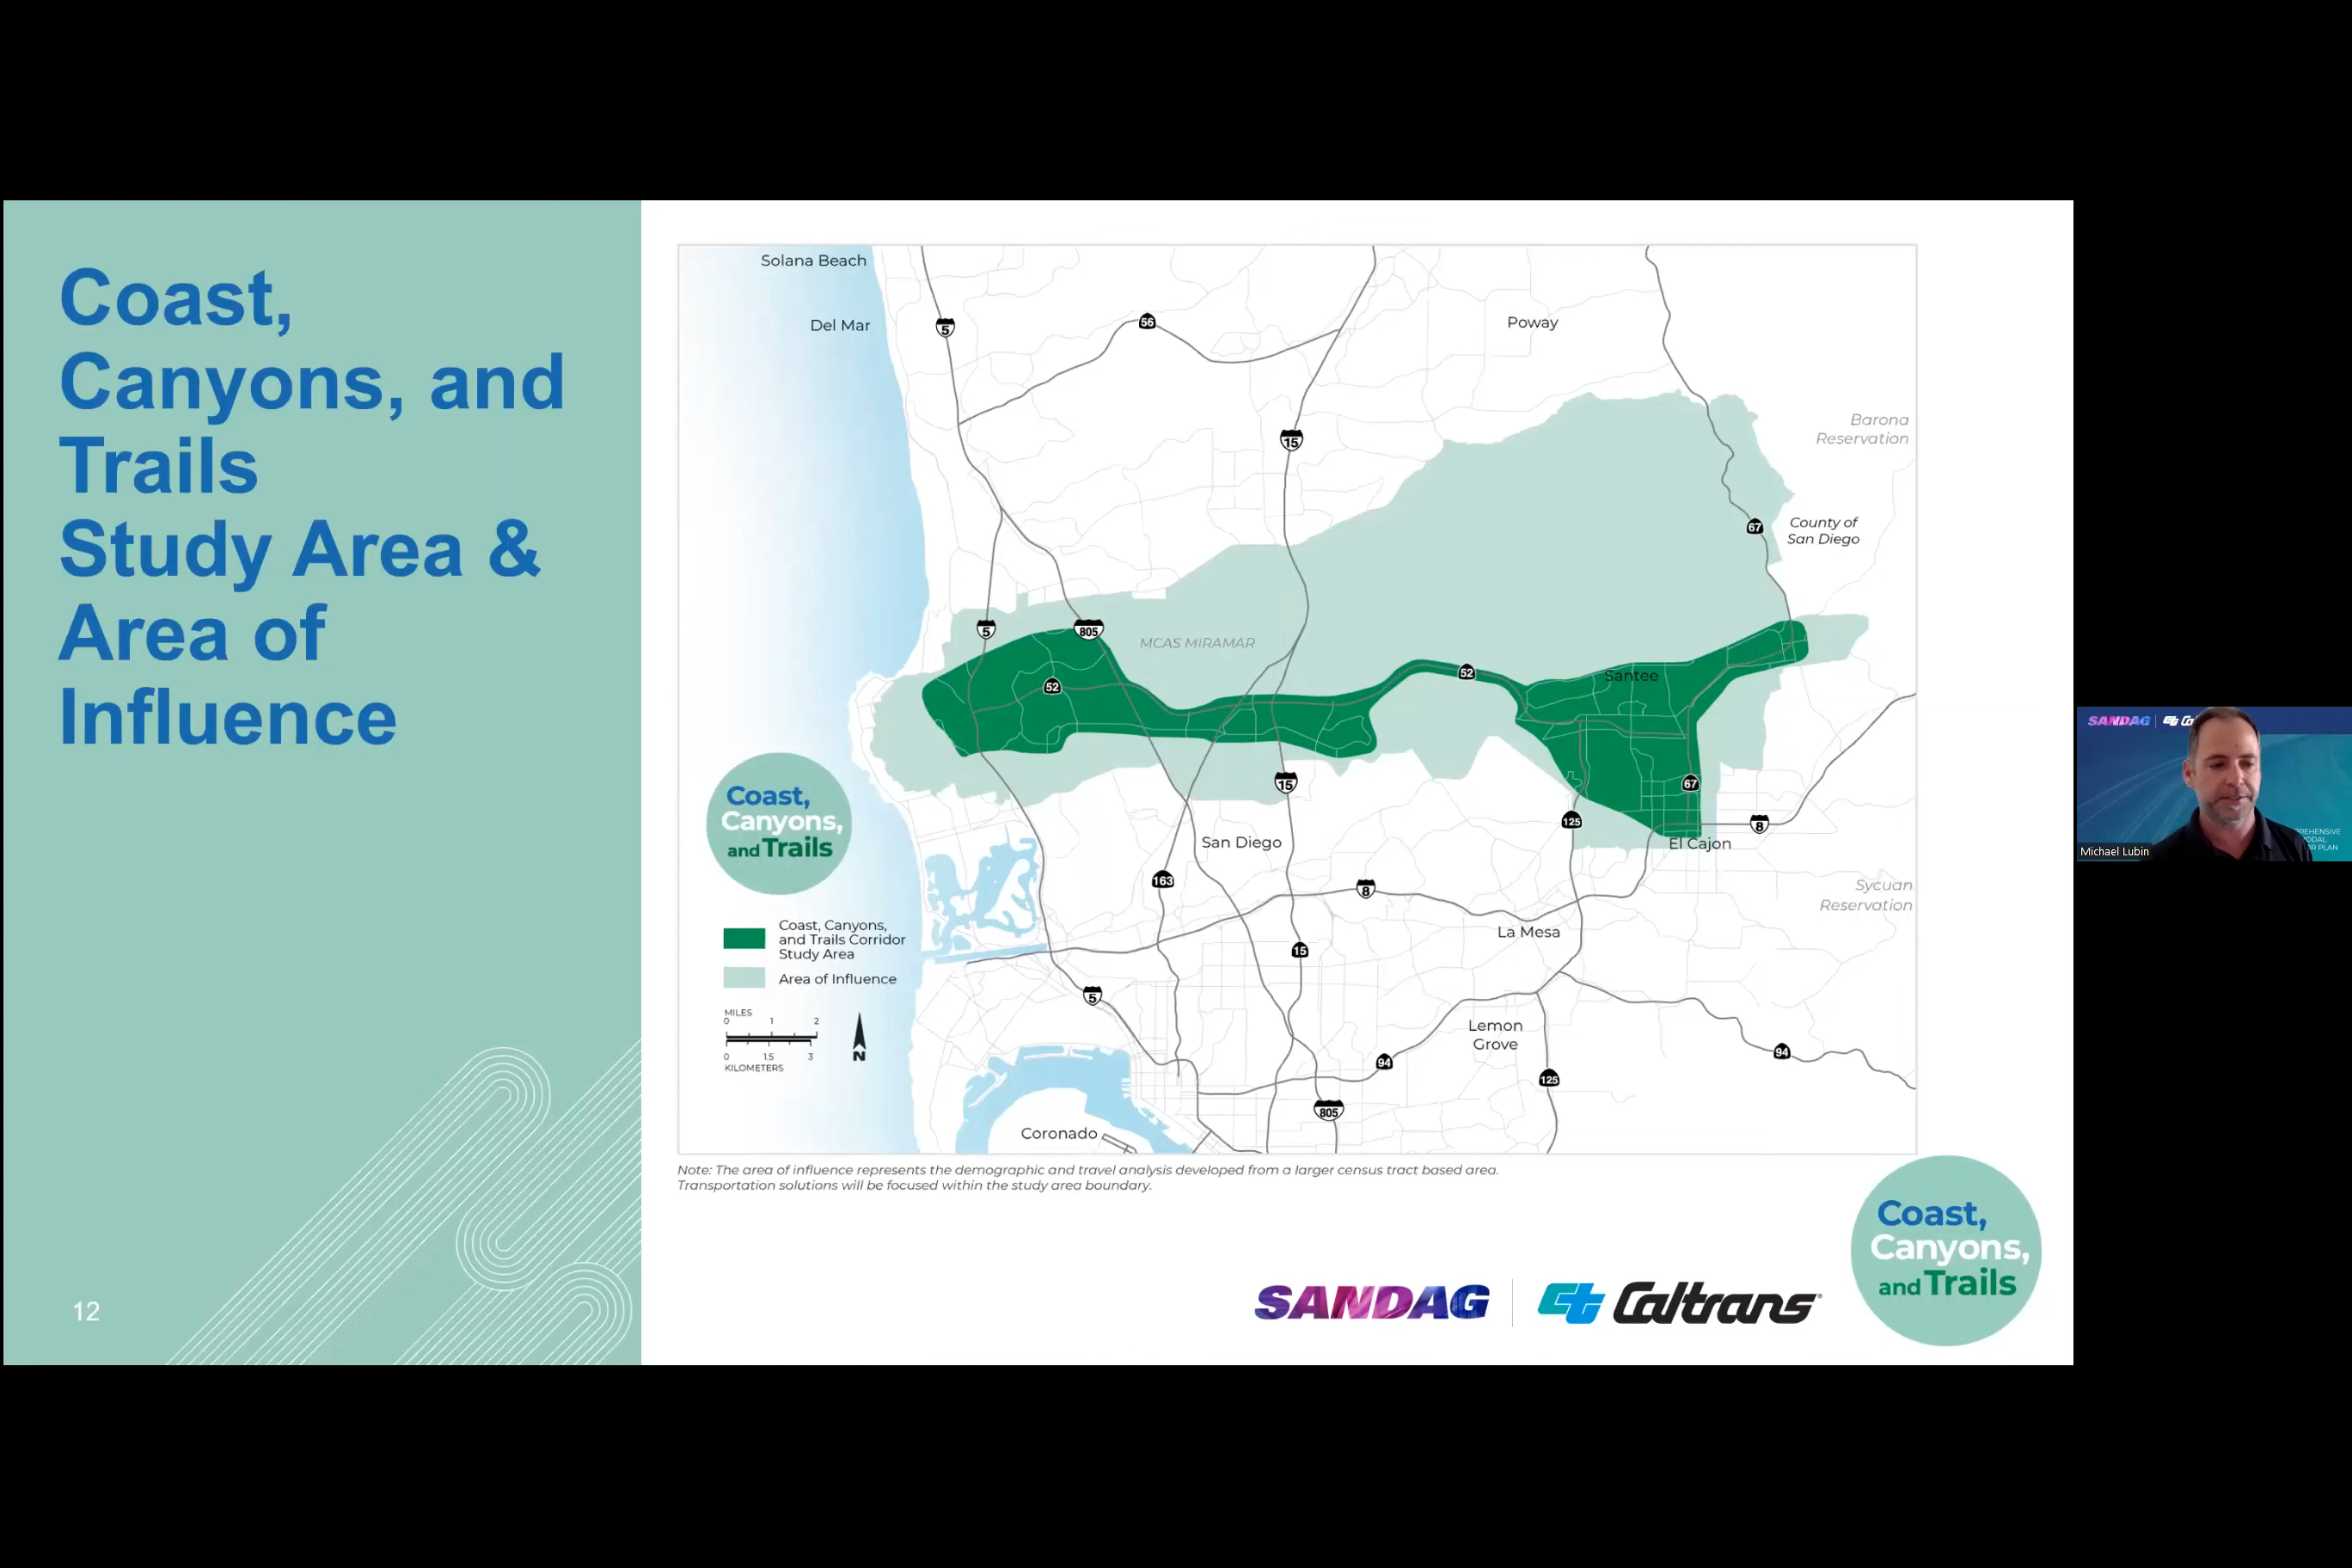 Coast,
Canyons, and
Trails
Study Area &
Area of
Influence
12
Solana Beach
Del Mar
5
56
Poway
15
Barona
Reservation
67
County of
San Diego
5
805
MCAS MIRAMAR
52
52
Santee
15
67
125
8
San Diego
El Cajon
163
8
Sycuan
Reservation
La Mesa
15
5
Lemon
Grove
94
94
125
805
Coronado
Coast,
Canyons,
and Trails
Coast, Canyons,
and Trails Corridor
Study Area
Area of Influence
MILES
0 1 2
0 1.5 3
KILOMETERS
N
Note: The area of influence represents the demographic and travel analysis developed from a larger census tract based area.
Transportation solutions will be focused within the study area boundary.
SANDAG
Caltrans
Coast,
Canyons,
and Trails
SANDAG
Michael Lubin